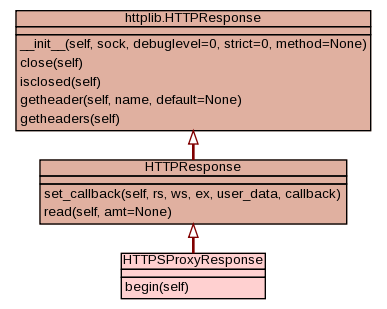 httplib.HTTPResponse
__init__(self, sock, debuglevel=0, strict=0, method=None)
close(self)
isclosed(self)
getheader(self, name, default=None)
getheaders(self)
HTTPResponse
set_callback(self, rs, ws, ex, user_data, callback)
read(self, amt=None)
HTTPSProxyResponse
begin(self)